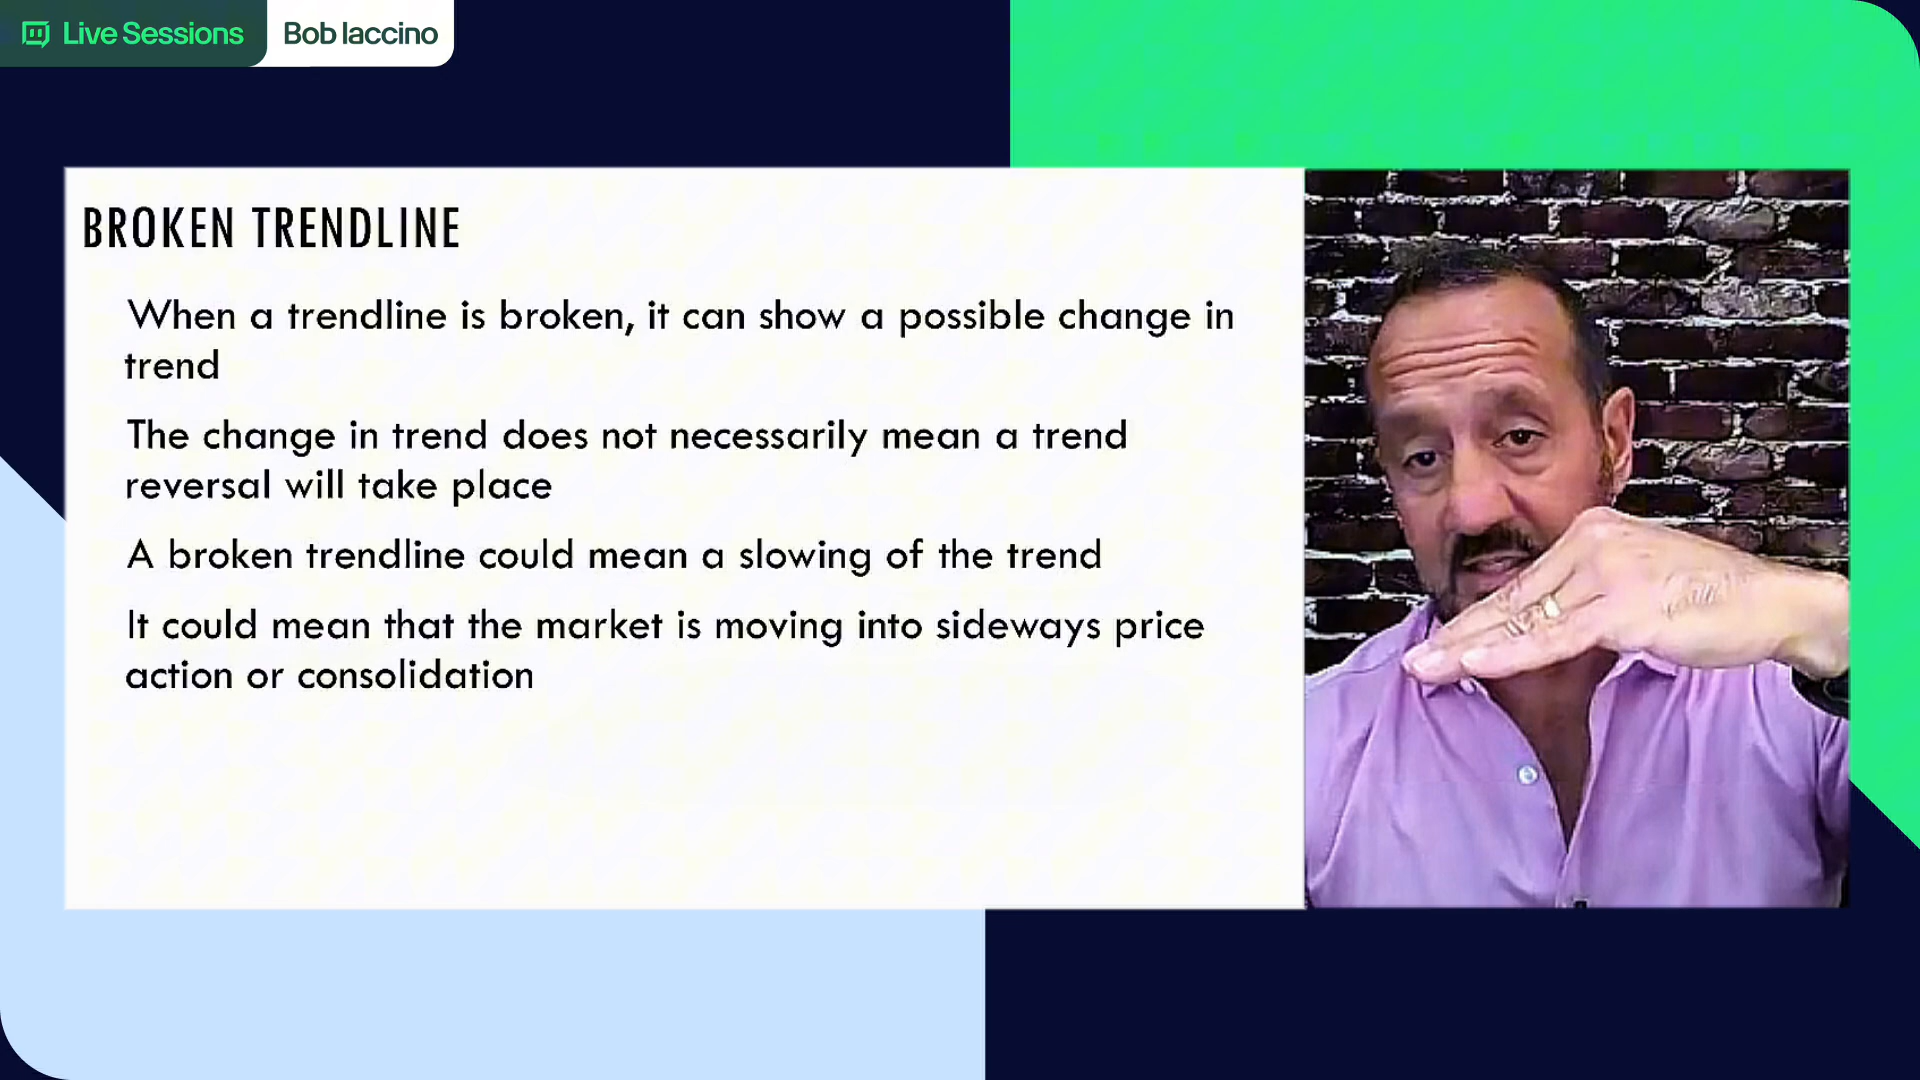 Live Sessions
Bob Iaccino
BROKEN TRENDLINE
When a trendline is broken, it can show a possible change in
trend
The change in trend does not necessarily mean a trend
reversal will take place
A broken trendline could mean a slowing of the trend
It could mean that the market is moving into sideways price
action or consolidation